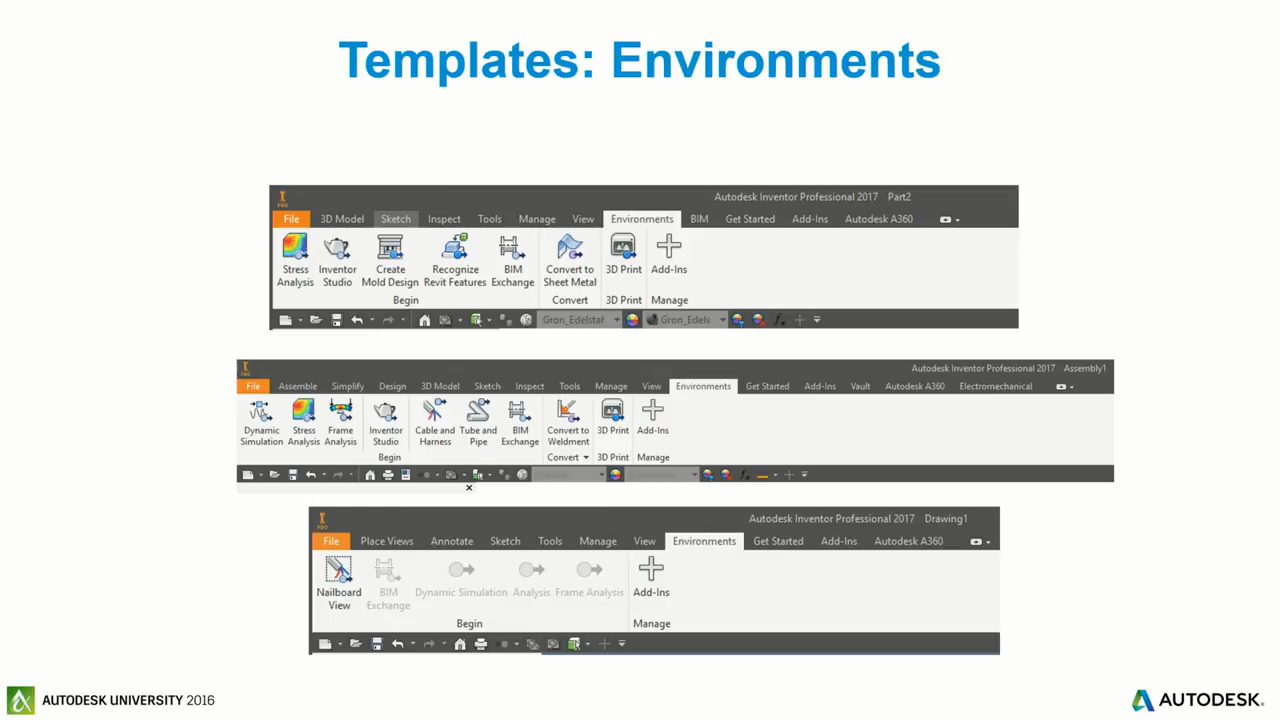 Templates: Environments
Autodesk Inventor Professional 2017 Part2
PRO
File 3D Model Sketch Inspect Tools Manage View Environments BIM Get Started Add-Ins Autodesk A360
Stress Inventor Create Recognize BIM Convert to 3D Print Add-Ins
Analysis Studio Mold Design Revit Features Exchange Sheet Metal
Begin Convert 3D Print Manage
Gron_Edelstal Gron_Edels
Autodesk Inventor Professional 2017 Assembly1
PRO
File Assemble Simplify Design 3D Model Sketch Inspect Tools Manage View Environments Get Started Add-Ins Vault Autodesk A360 Electromechanical
Dynamic Stress Frame Inventor Cable and Tube and BIM Convert to 3D Print Add-Ins
Simulation Analysis Analysis Studio Harness Pipe Exchange Weldment
Begin Convert 3D Print Manage
Autodesk Inventor Professional 2017 Drawing1
PRO
File Place Views Annotate Sketch Tools Manage View Environments Get Started Add-Ins Autodesk A360
Nailboard BIM Dynamic Simulation Analysis Frame Analysis Add-Ins
View Exchange
Begin Manage
AUTODESK UNIVERSITY 2016
AUTODESK.